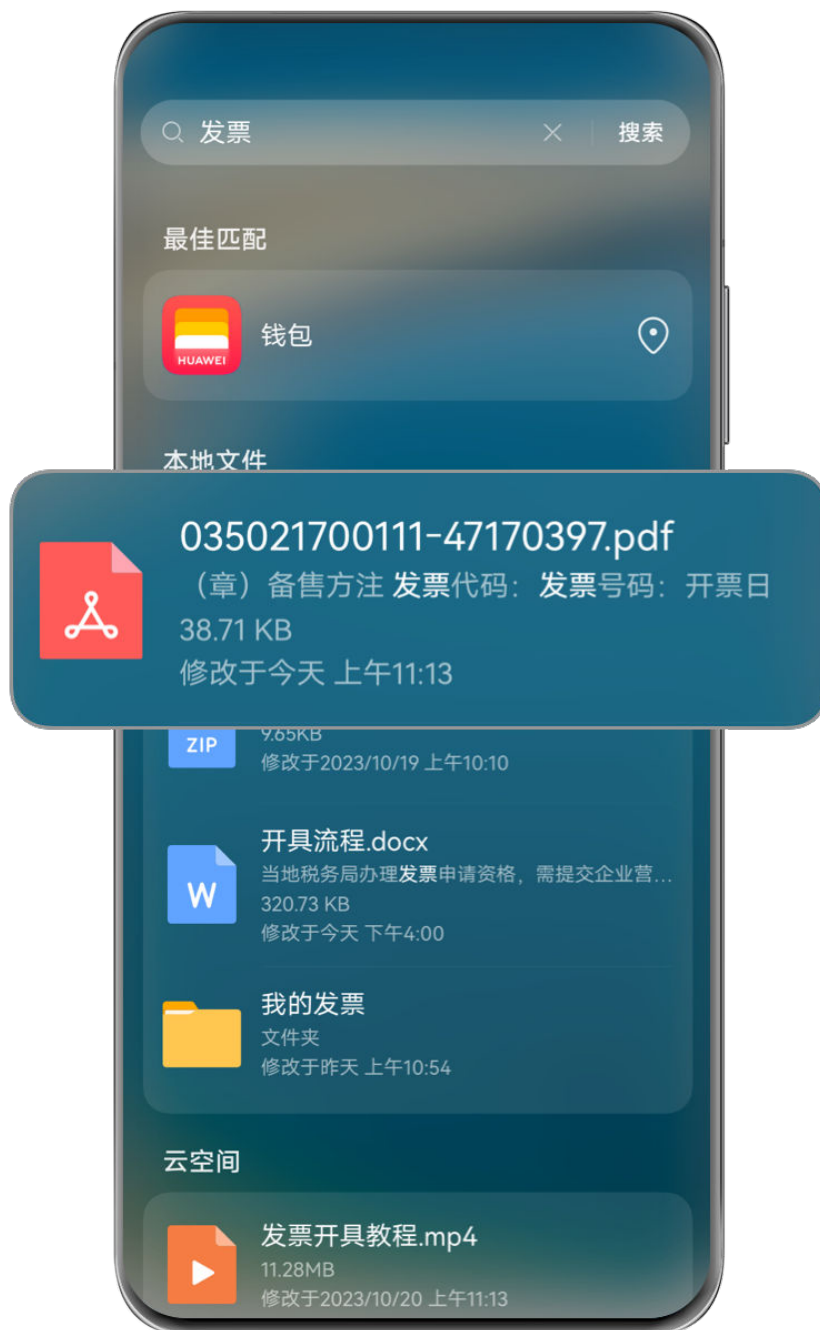 发票
搜索
最佳匹配
HUAWEI
钱包
本地文件
035021700111-47170397.pdf
（章）备售方注 发票代码：发票号码：开票日
38.71 KB
修改于今天 上午11:13
ZIP
9.65KB
修改于2023/10/19 上午10:10
开具流程.docx
W
当地税务局办理发票申请资格，需提交企业营…
320.73 KB
修改于今天 下午4:00
我的发票
文件夹
修改于昨天 上午10:54
云空间
发票开具教程.mp4
11.28MB
修改于2023/10/20 上午11:13